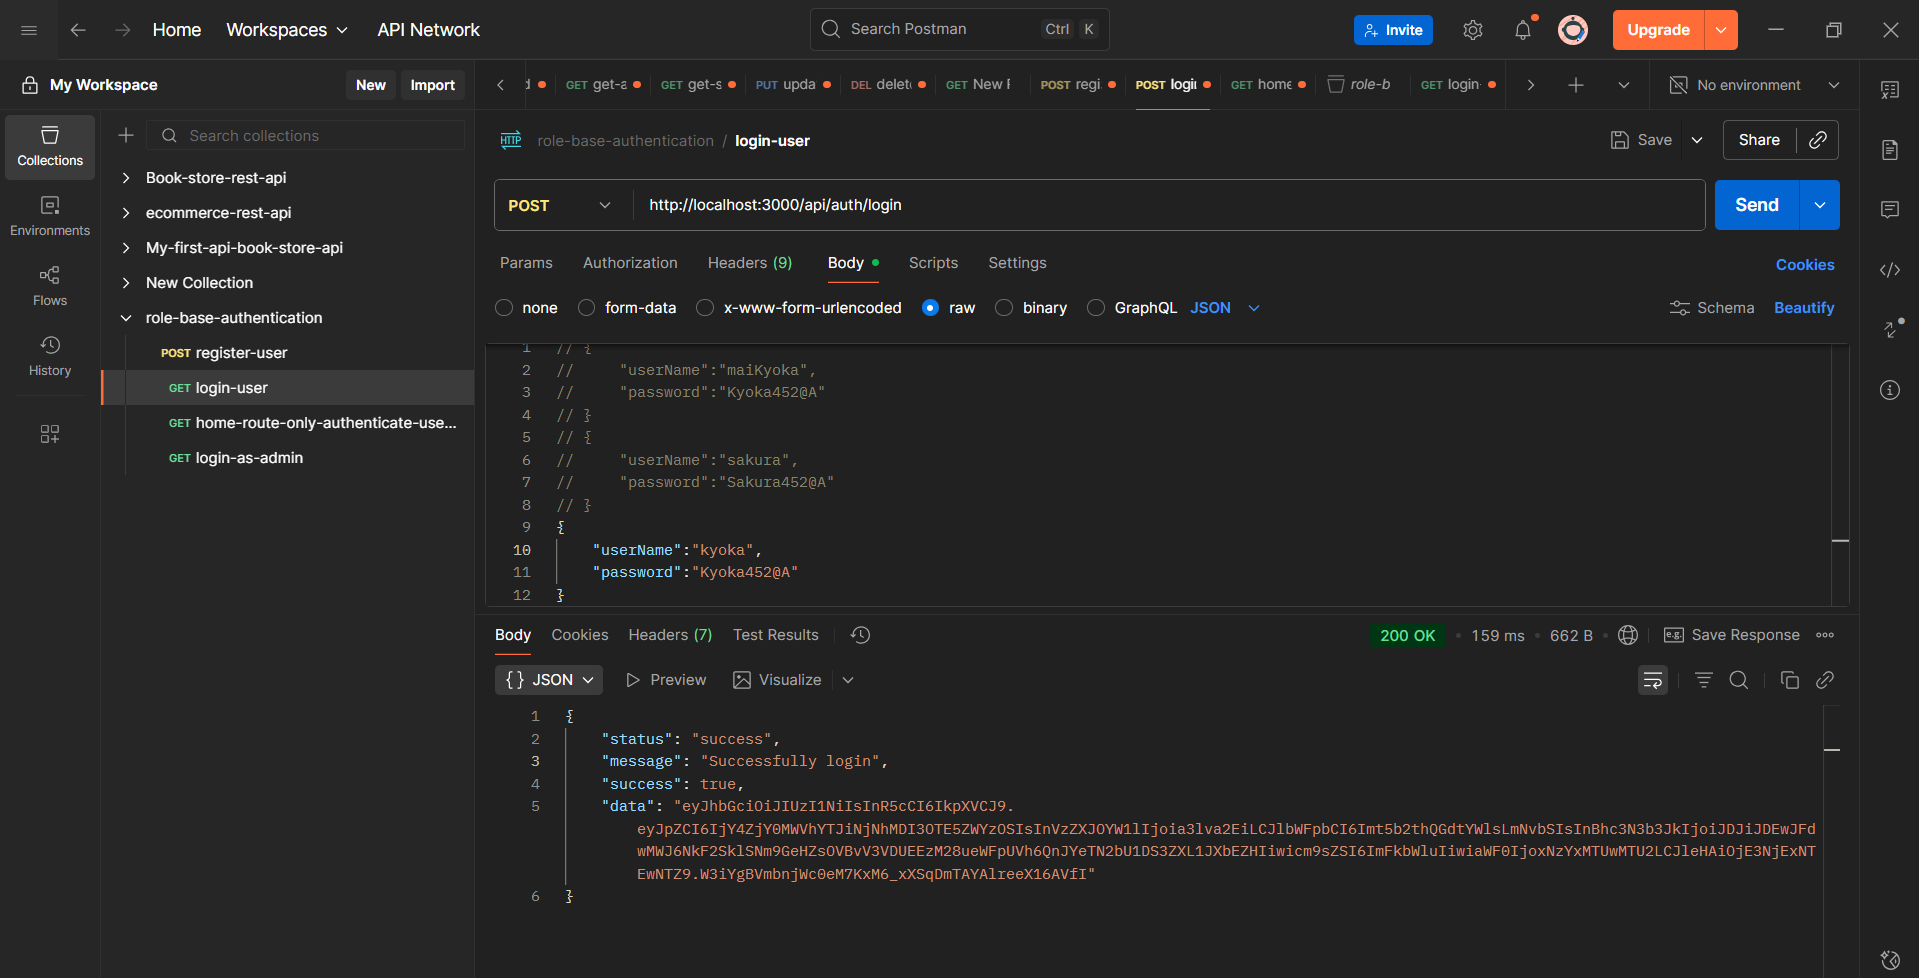 Home
Workspaces
API Network
Search Postman
Ctrl K
Invite
Upgrade
My Workspace
New
Import
d
GET get-a
GET get-s
PUT upda
DEL delet
GET New R
POST regi
POST logi
GET home
role-b
GET login-
No environment
Collections
Environments
Flows
History
Search collections
Book-store-rest-api
ecommerce-rest-api
My-first-api-book-store-api
New Collection
role-base-authentication
POST register-user
GET login-user
GET home-route-only-authenticate-use...
GET login-as-admin
HTTP role-base-authentication / login-user
Save
Share
POST http://localhost:3000/api/auth/login
Send
Params Authorization Headers (9) Body Scripts Settings
Cookies
none form-data x-www-form-urlencoded raw binary GraphQL JSON
Schema Beautify
1 // {
2 // "userName":"maiKyoka",
3 // "password":"Kyoka452@A"
4 // }
5 // {
6 // "userName":"sakura",
7 // "password":"Sakura452@A"
8 // }
9 {
10 "userName":"kyoka",
11 "password":"Kyoka452@A"
12 }
Body Cookies Headers (7) Test Results
200 OK • 159 ms • 662 B • e.g. Save Response
{} JSON Preview Visualize
1 {
2 "status": "success",
3 "message": "Successfully login",
4 "success": true,
5 "data": "eyJhbGciOiJIUzI1NiIsInR5cCI6IkpXVCJ9.
eyJpZCI6IjY4ZjY0MWVhYTJiNjNhMDI3OTE5ZWYzOSIsInVzZXJOYW1lIjoia3lva2EiLCJlbWFpbCI6Imt5b2thQGdtYWlsLmNvbSIsInBhc3N3b3JkIjoiJDJiJDEwJFd
wMWJ6NkF2SklSNm9GeHZsOVBvV3VDUEEzM28ueWFpUVh6QnJYeTN2bU1DS3ZXL1JXbEZHIiwicm9sZSI6ImFkbWluIiwiaWF0IjoxNzYxMTUwMTU2LCJleHAiOjE3NjExNT
EwNTZ9.W3iYgBVmbnjWc0eM7KxM6_xXSqDmTAYAlreeX16AVfI"
6 }